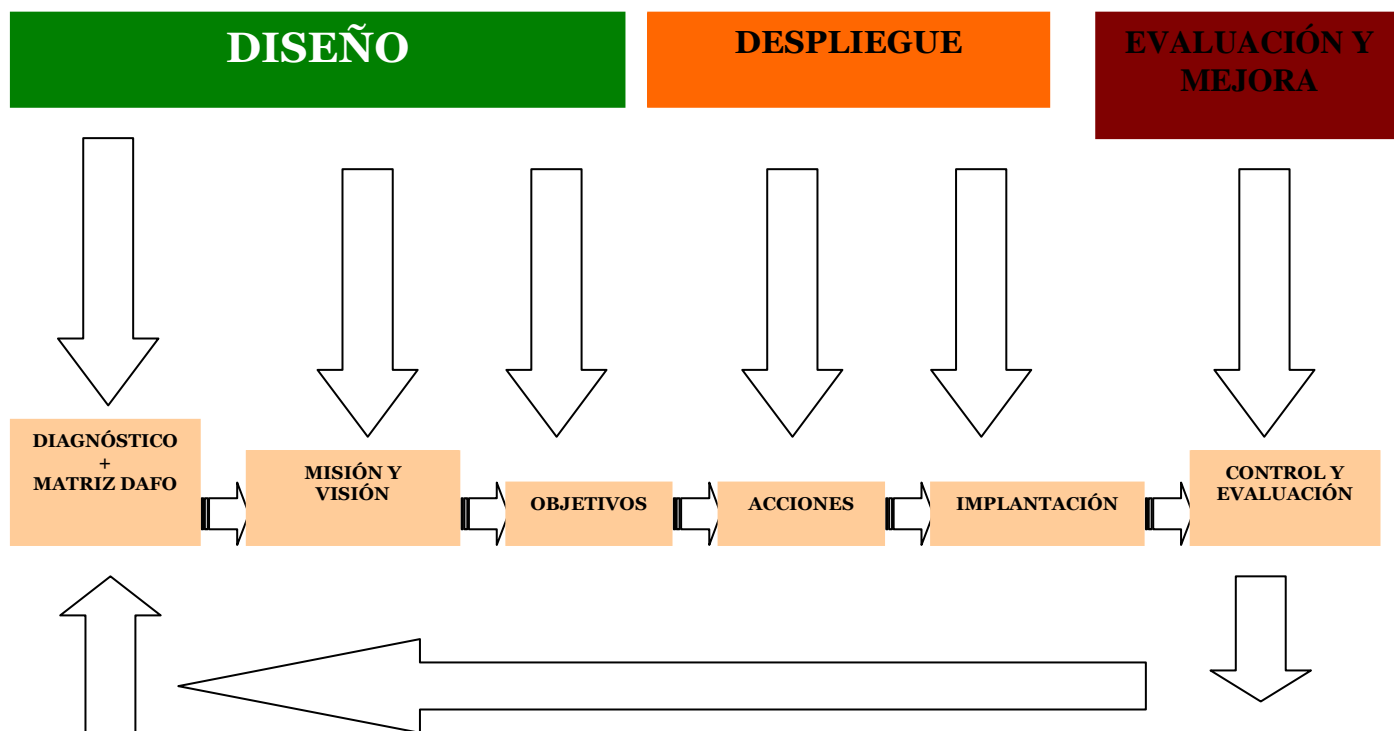 DISEÑO
DESPLIEGUE
EVALUACIÓN Y
MEJORA
DIAGNÓSTICO
+
MATRIZ DAFO
MISIÓN Y
VISIÓN
OBJETIVOS
ACCIONES
IMPLANTACIÓN
CONTROL Y
EVALUACIÓN